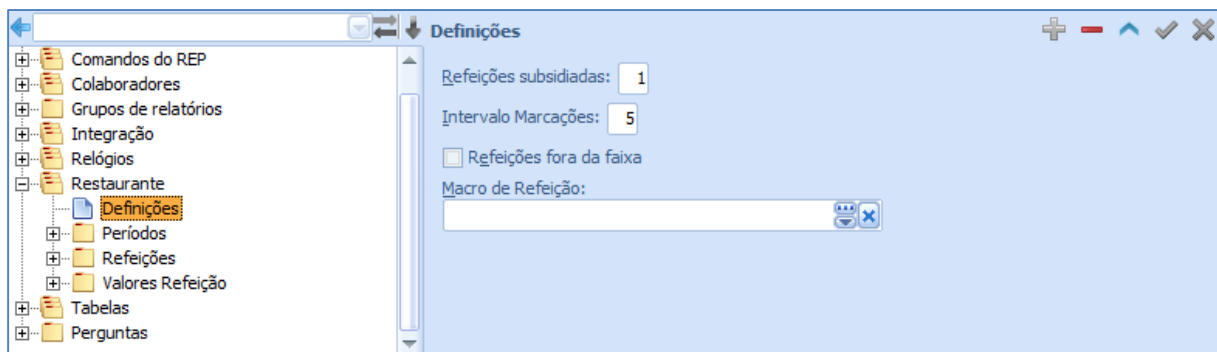 Definições
Comandos do REP
Colaboradores
Grupos de relatórios
Integração
Relógios
Restaurante
Definições
Períodos
Refeições
Valores Refeição
Tabelas
Perguntas
Refeições subsidiadas: 1
Intervalo Marcações: 5
Refeições fora da faixa
Macro de Refeição: